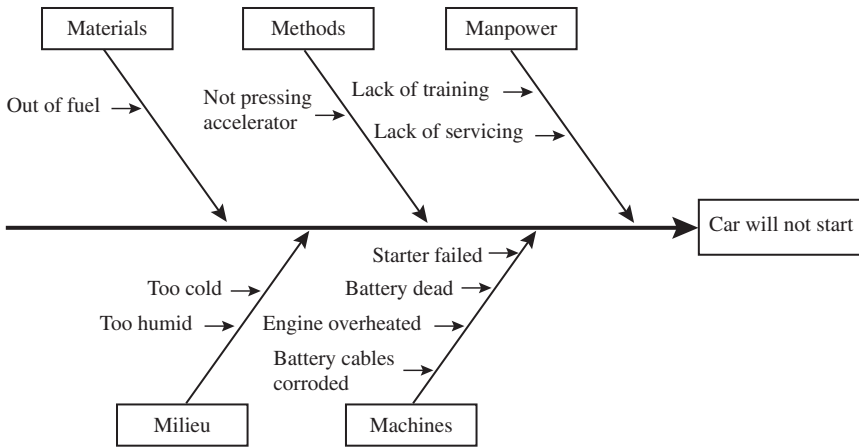 Materials
Methods
Manpower
Out of fuel
Not pressing
accelerator
Lack of training
Lack of servicing
Car will not start
Starter failed
Too cold
Battery dead
Too humid
Engine overheated
Battery cables
corroded
Milieu
Machines